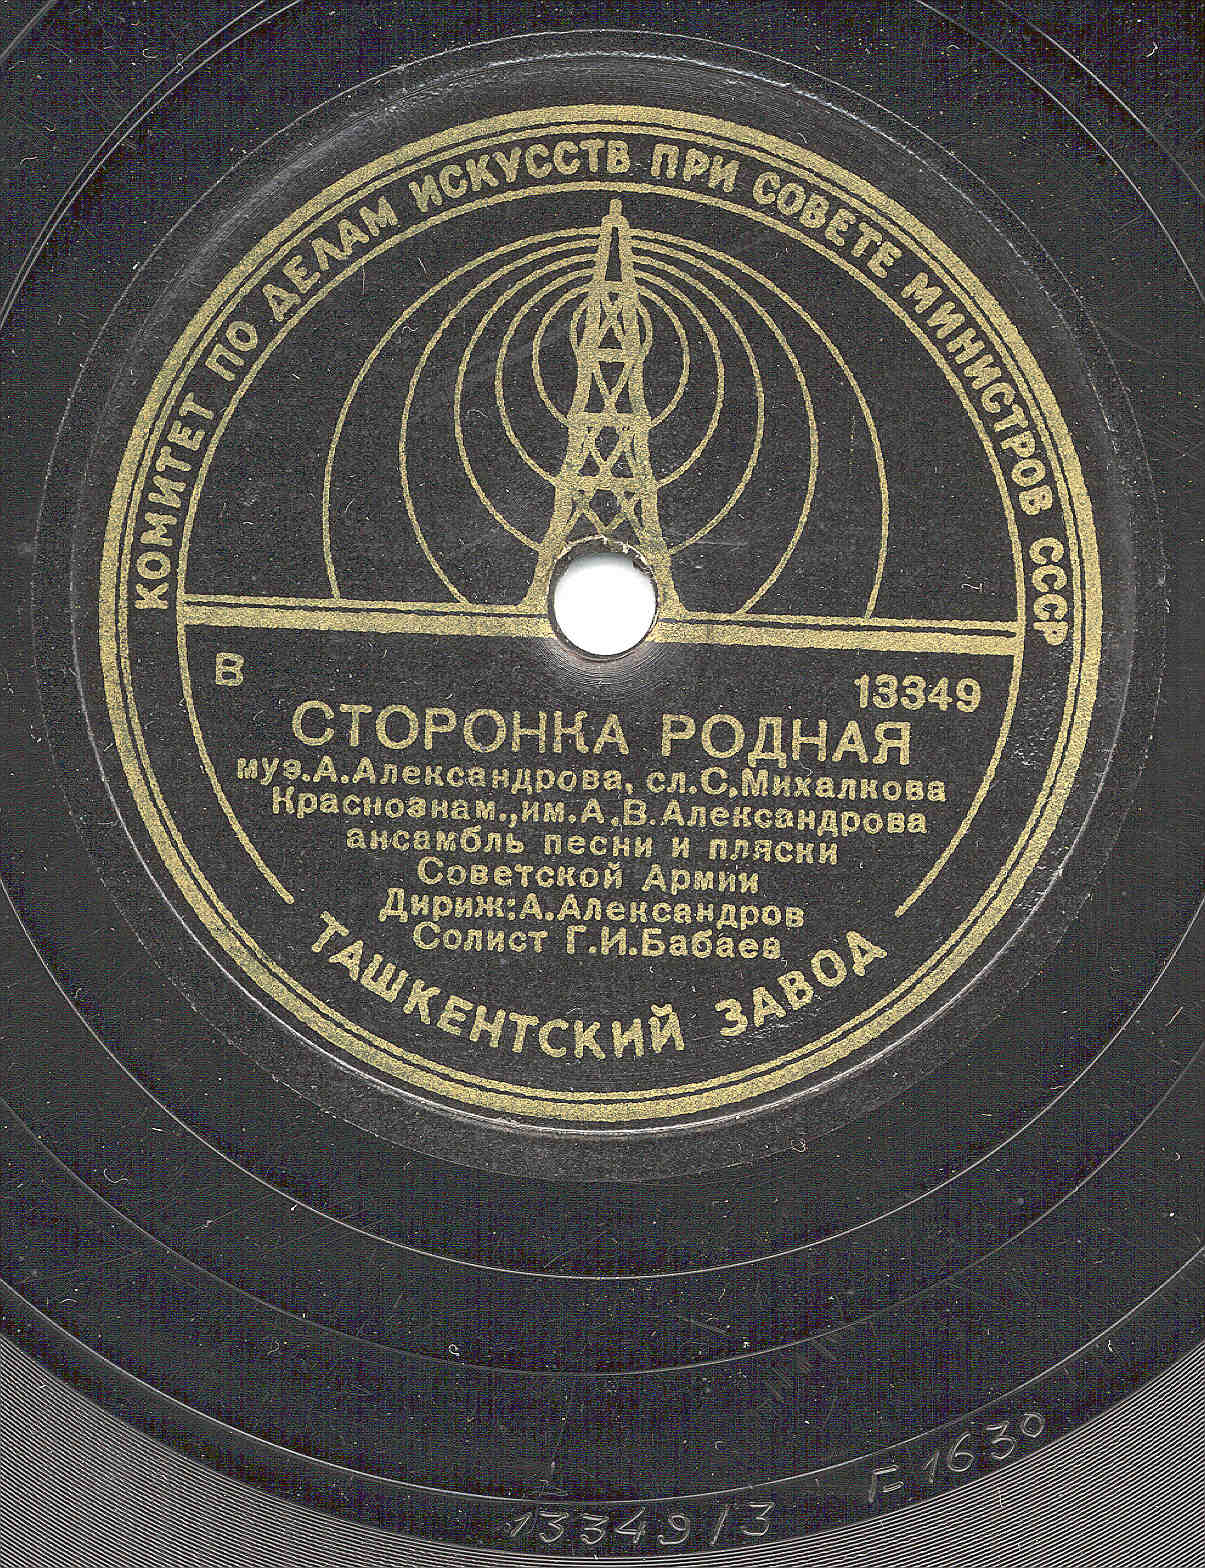 КОМИТЕТ ПО ДЕЛАМ ИСКУССТВ ПРИ СОВЕТЕ МИНИСТРОВ СССР
В
13349
СТОРОНКА РОДНАЯ
муз.А.Александрова, сл.С.Михалкова
Краснознам.,им.А.В.Александрова
ансамбль песни и пляски
Советской Армии
Дириж:А.Александров
Солист Г.И.Бабаев
ТАШКЕНТСКИЙ ЗАВОД
Г-1630
13349/3